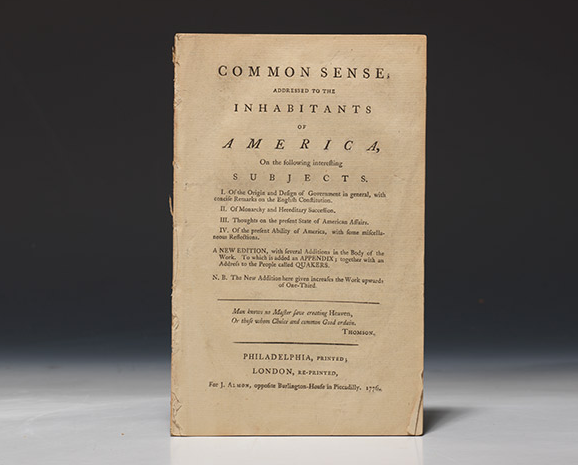 COMMON SENSE;
ADDRESSED TO THE
INHABITANTS
OF
AMERICA,
On the following interesting
SUBJECTS.
I. Of the Origin and Design of Government in general, with
concise Remarks on the English Constitution.
II. Of Monarchy and Hereditary Succession.
III. Thoughts on the present State of American Affairs.
IV. Of the present Ability of America, with some miscella-
neous Reflections.
A NEW EDITION, with several Additions in the Body of the
Work. To which is added an APPENDIX; together with an
Address to the People called QUAKERS.
N. B. The New Addition here given increases the Work upwards
of One-Third.
Man knows no Master save creating Heaven,
Or those whom Choice and common Good ordain.
THOMSON.
PHILADELPHIA, PRINTED;
LONDON, RE-PRINTED,
For J. ALMON, opposite Burlington-House in Piccadilly. 1776.